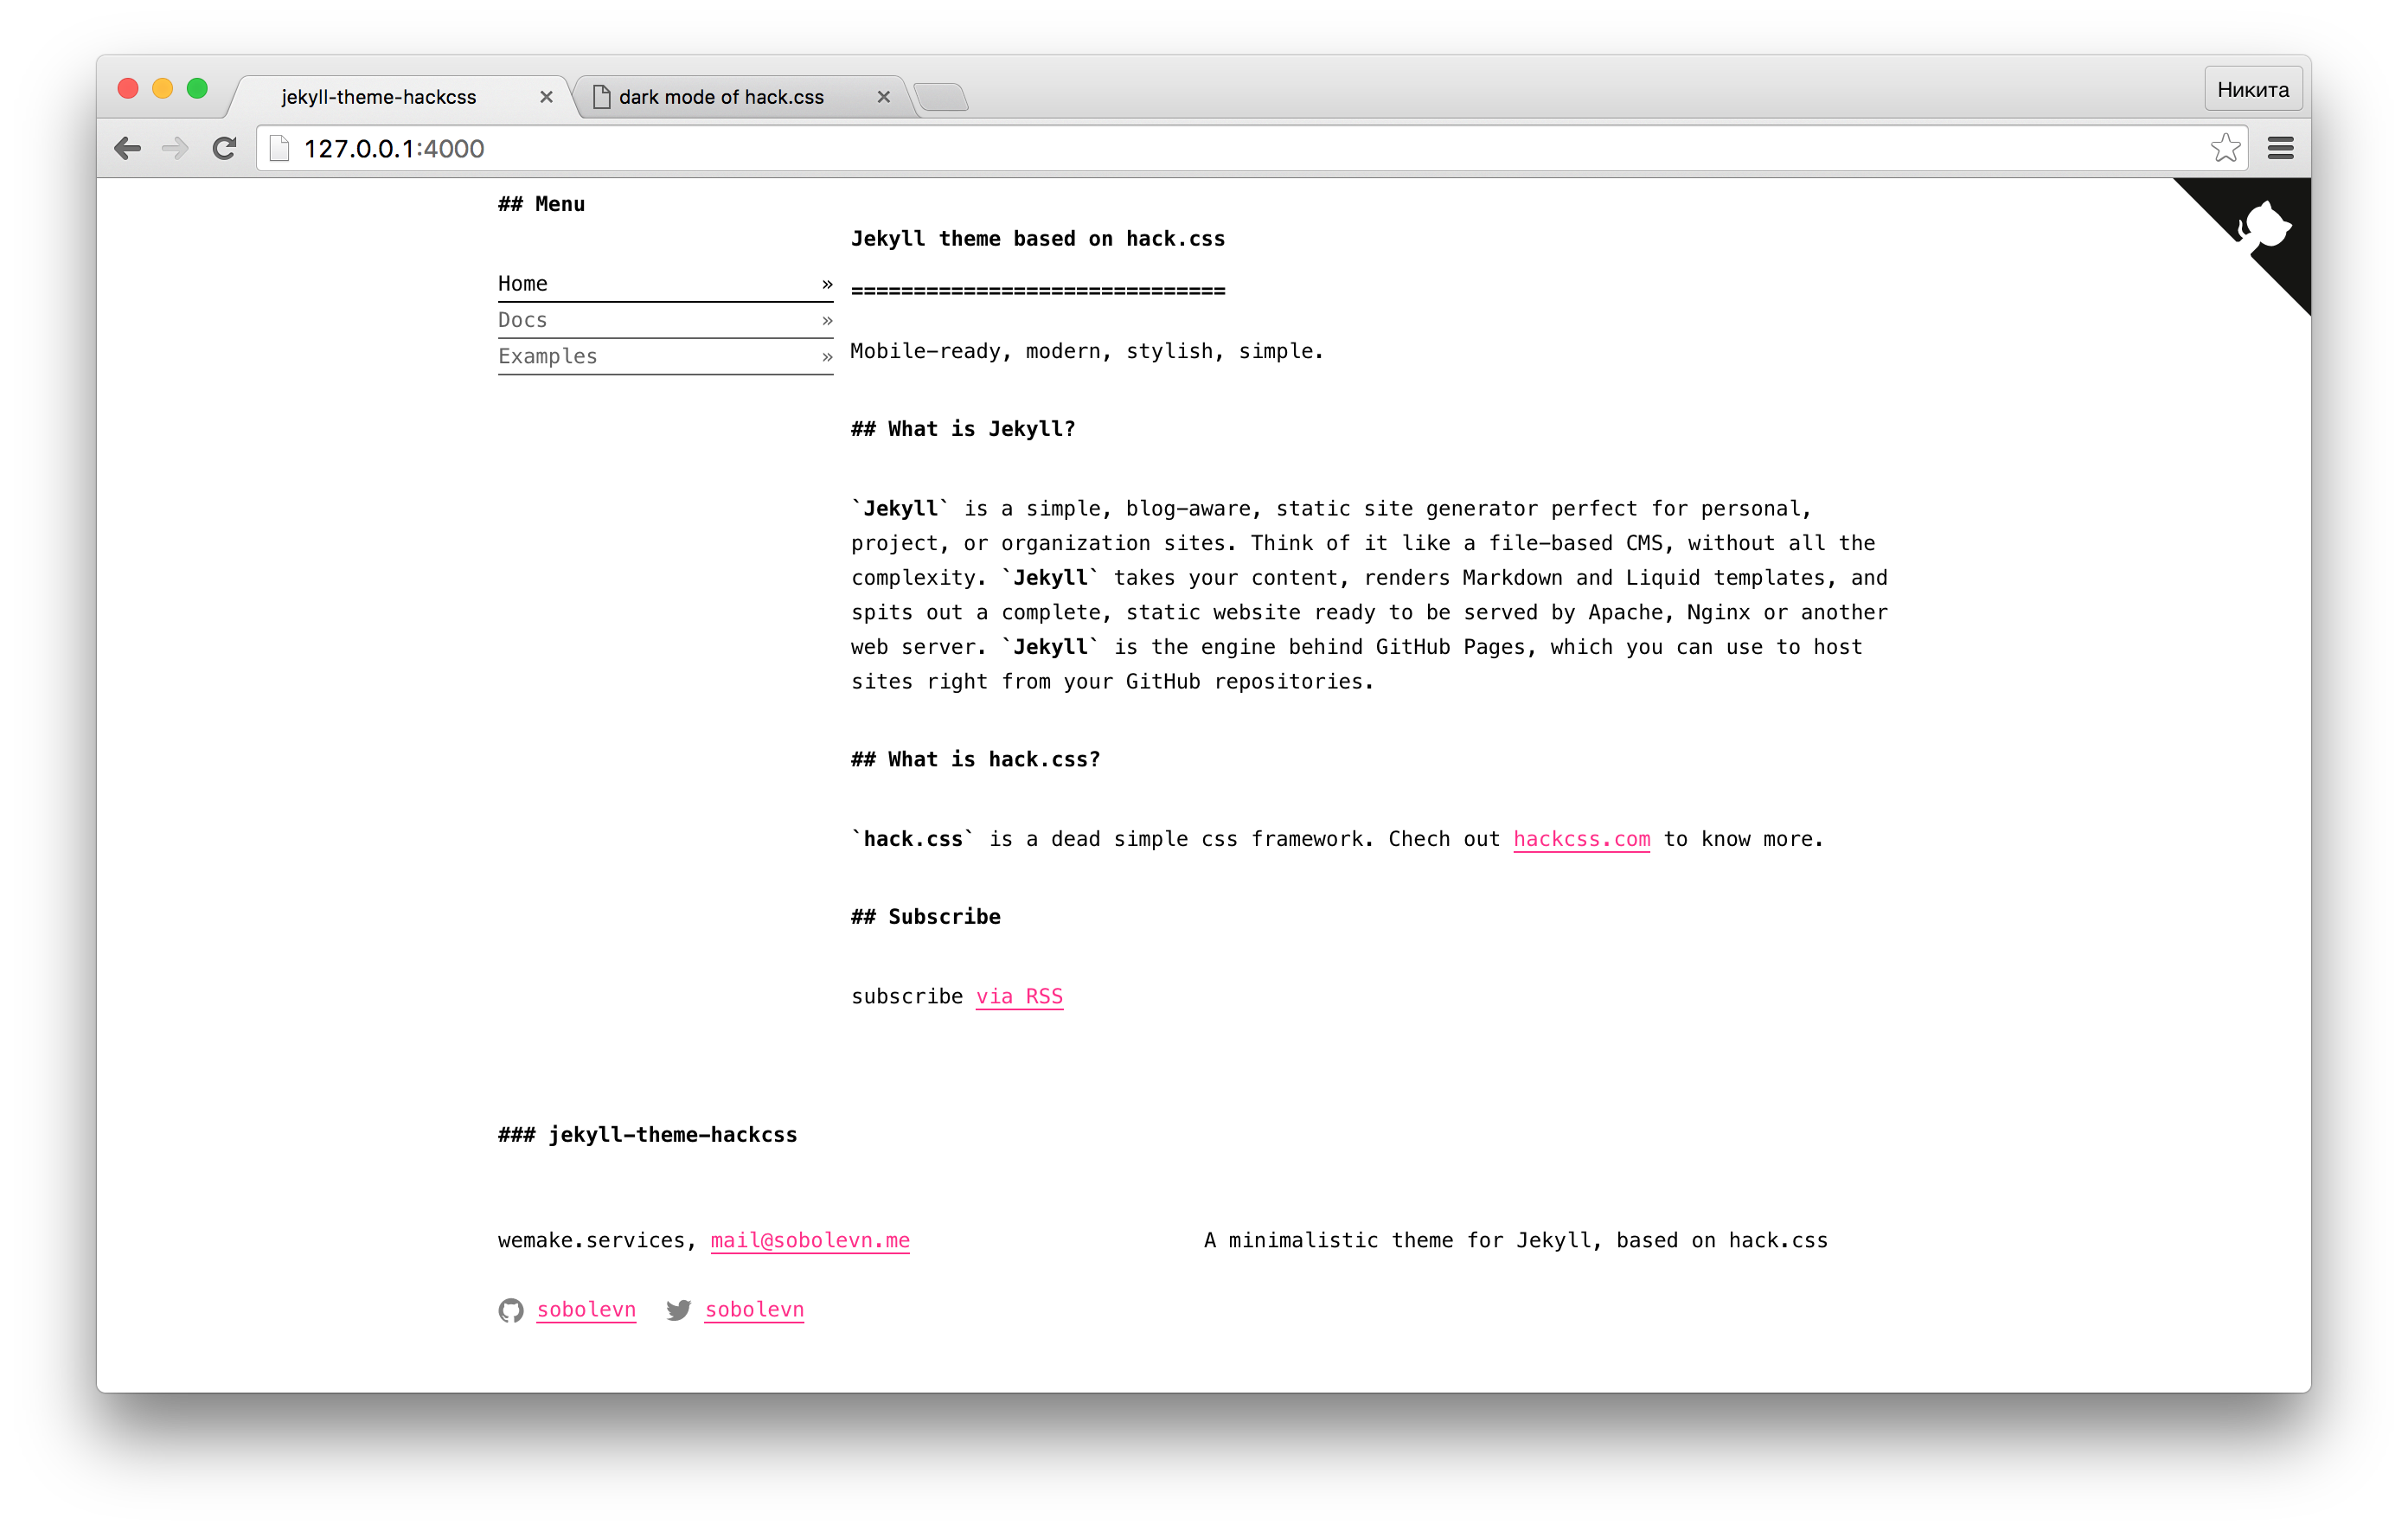 jekyll-theme-hackcss
dark mode of hack.css
Никита
127.0.0.1:4000
## Menu
Home »
Docs »
Examples »
Jekyll theme based on hack.css
==============================
Mobile-ready, modern, stylish, simple.
## What is Jekyll?
`Jekyll` is a simple, blog-aware, static site generator perfect for personal,
project, or organization sites. Think of it like a file-based CMS, without all the
complexity. `Jekyll` takes your content, renders Markdown and Liquid templates, and
spits out a complete, static website ready to be served by Apache, Nginx or another
web server. `Jekyll` is the engine behind GitHub Pages, which you can use to host
sites right from your GitHub repositories.
## What is hack.css?
`hack.css` is a dead simple css framework. Chech out hackcss.com to know more.
## Subscribe
subscribe via RSS
### jekyll-theme-hackcss
wemake.services, mail@sobolevn.me
A minimalistic theme for Jekyll, based on hack.css
sobolevn sobolevn